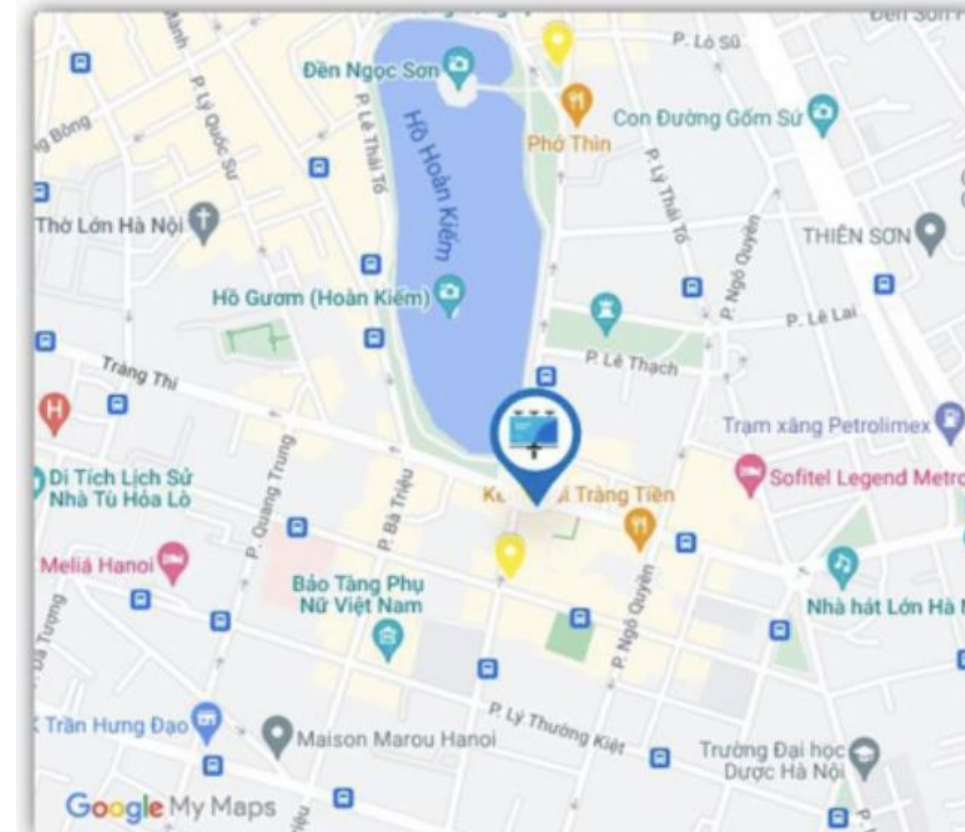 P. Lò Sũ
Đền Ngọc Sơn
P. Lý Quốc Sư
Phở Thìn
Con Đường Gốm Sứ
P. Lê Thái Tổ
Hồ Hoàn Kiếm
P. Lý Thái Tổ
Thờ Lớn Hà Nội
P. Ngô Quyền
THIÊN SƠN
Hồ Gươm (Hoàn Kiếm)
P. Lê Lai
P. Lê Thạch
Tràng Thi
H
Trạm xăng Petrolimex
Di Tích Lịch Sử
Nhà Tù Hỏa Lò
P. Quang Trung
P. Bà Triệu
Tràng Tiền
Sofitel Legend Metro
Meliá Hanoi
Bảo Tàng Phụ
Nữ Việt Nam
P. Ngô Quyền
Nhà hát Lớn Hà
P. Lý Thường Kiệt
Trần Hưng Đạo
Maison Marou Hanoi
Trường Đại học
Dược Hà Nội
Google My Maps